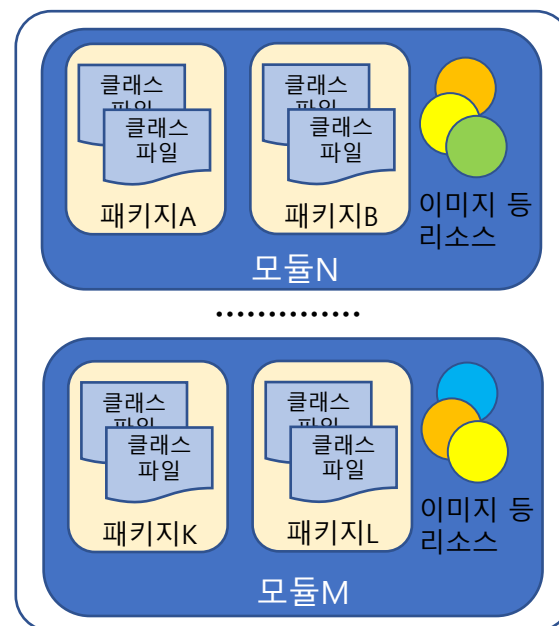 클래스
파일
클래스
파일
패키지A
클래스
파일
클래스
파일
패키지B
이미지 등
리소스
모듈N
..............
클래스
파일
클래스
파일
패키지K
클래스
파일
클래스
파일
패키지L
이미지 등
리소스
모듈M